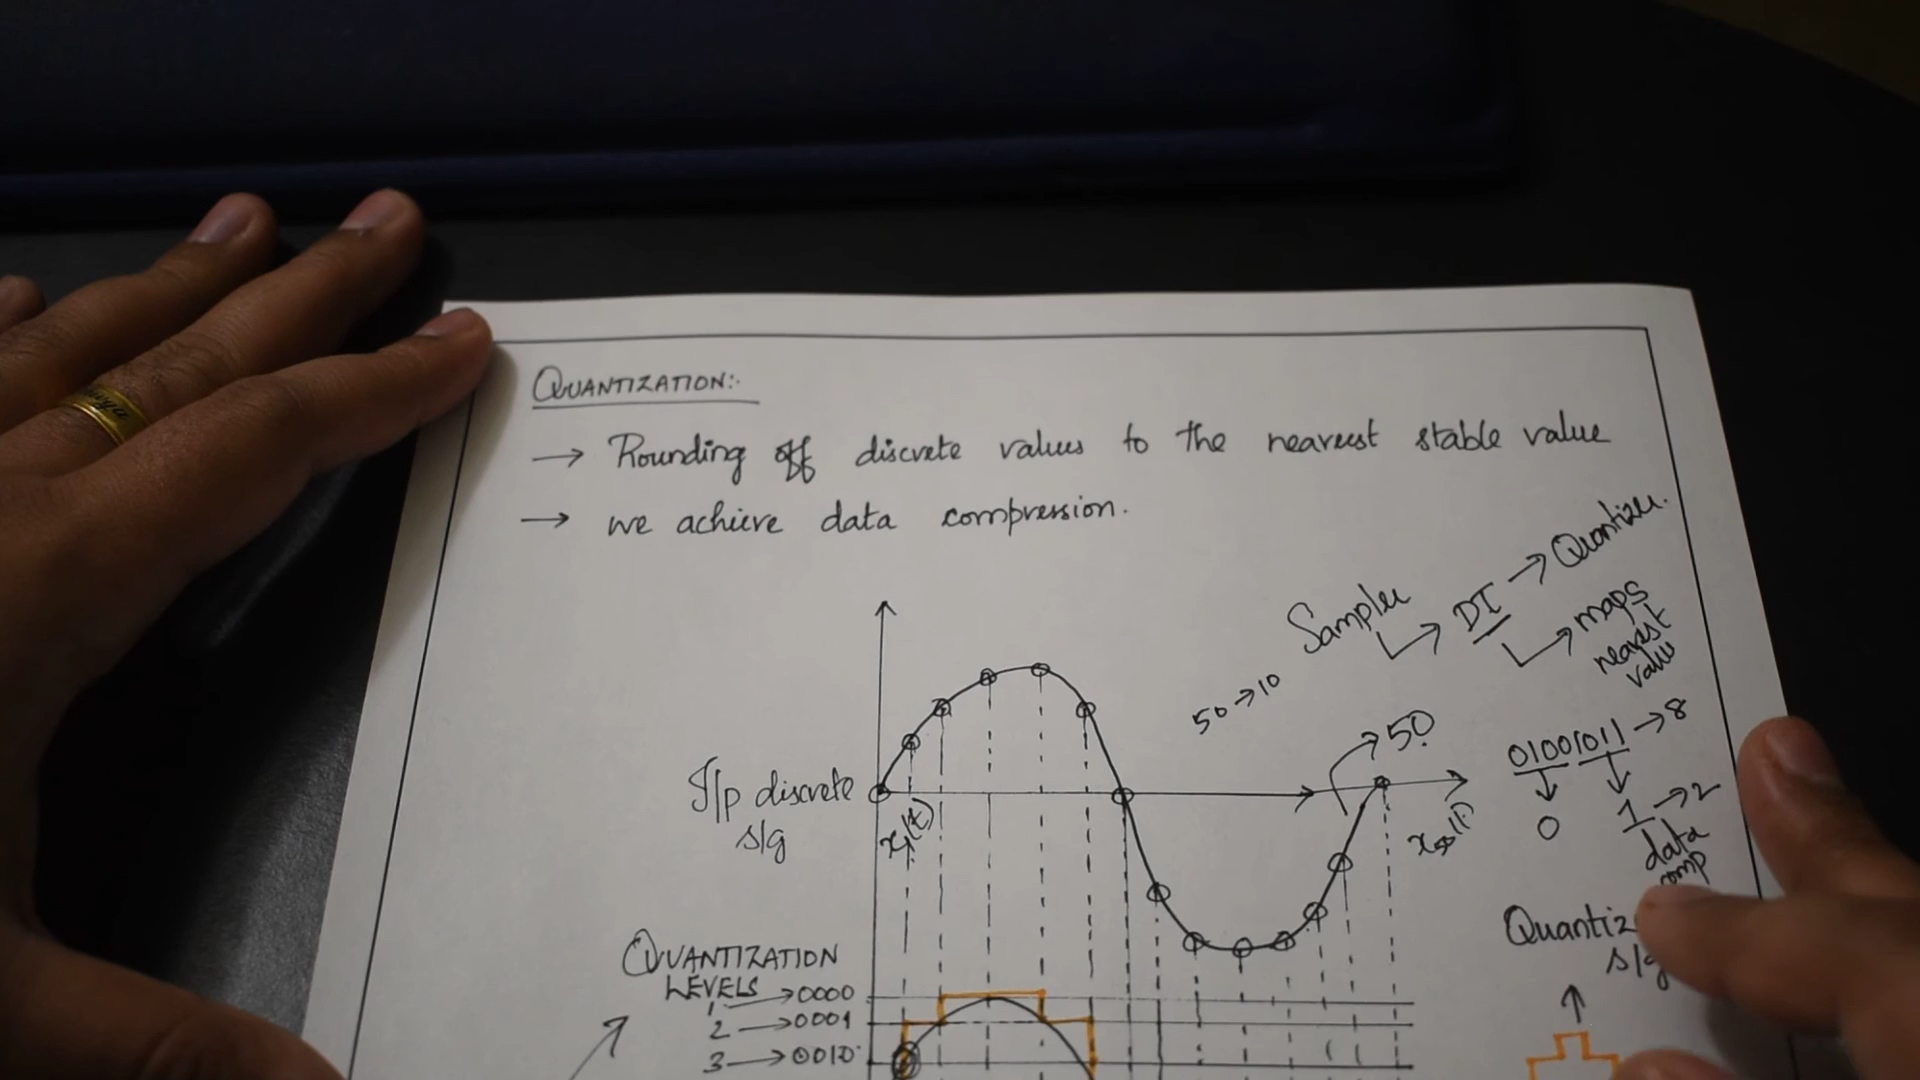 QUANTIZATION:-
→ Rounding off discrete values to the nearest stable value
→ we achieve data compression.
Sampler → DT → Quantizer.
→ maps
nearest
value
50→10
→ 50
01001011 →8
0
1 →2
data
comp
I/p discrete
s/g
x1(t)
QUANTIZATION
LEVELS
1 →0000
2 →0001
3 →0010
s/g